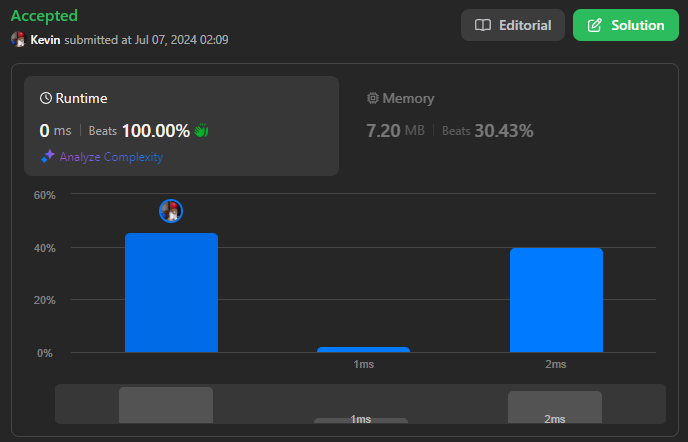 Accepted
Editorial
Solution
Kevin submitted at Jul 07, 2024 02:09
Runtime
Memory
0 ms | Beats 100.00%
7.20 MB | Beats 30.43%
Analyze Complexity
60%
40%
20%
0%
1ms
2ms
1ms
2ms